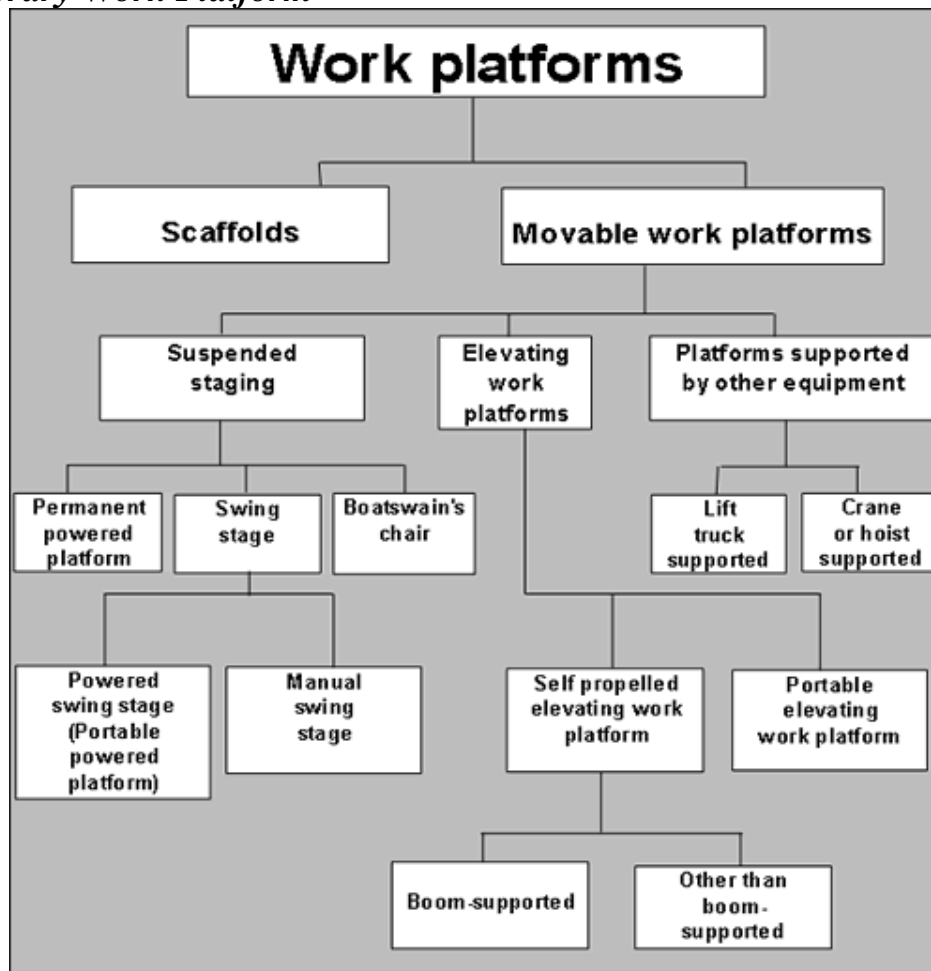 Work Platform
Work platforms
Scaffolds
Movable work platforms
Suspended
staging
Elevating
work
platforms
Platforms supported
by other equipment
Permanent
powered
platform
Swing
stage
Boatswain's
chair
Lift
truck
supported
Crane
or hoist
supported
Powered
swing stage
(Portable
powered
platform)
Manual
swing
stage
Self propelled
elevating work
platform
Portable
elevating
work platform
Boom-supported
Other than
boom-
supported